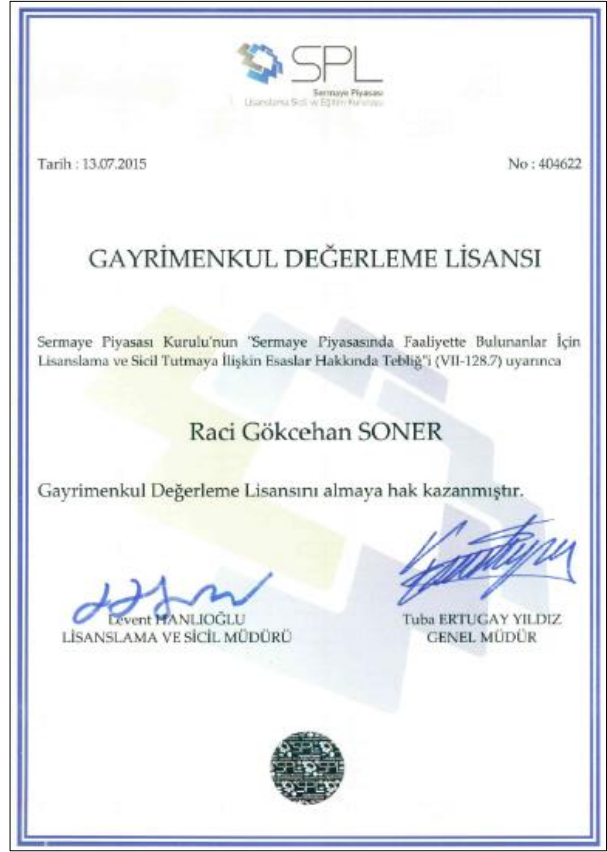 SPL
Sermaye Piyasası
Lisanslama Sicil ve Eğitim Kuruluşu
Tarih : 13.07.2015
No : 404622
GAYRİMENKUL DEĞERLEME LİSANSI
Sermaye Piyasası Kurulu'nun "Sermaye Piyasasında Faaliyette Bulunanlar İçin
Lisanslama ve Sicil Tutmaya İlişkin Esaslar Hakkında Tebliğ"i (VII-128.7) uyarınca
Raci Gökcehan SONER
Gayrimenkul Değerleme Lisansını almaya hak kazanmıştır.
Levent HANLIOĞLU
LİSANSLAMA VE SİCİL MÜDÜRÜ
Tuba ERTUGAY YILDIZ
GENEL MÜDÜR
SPL SPL